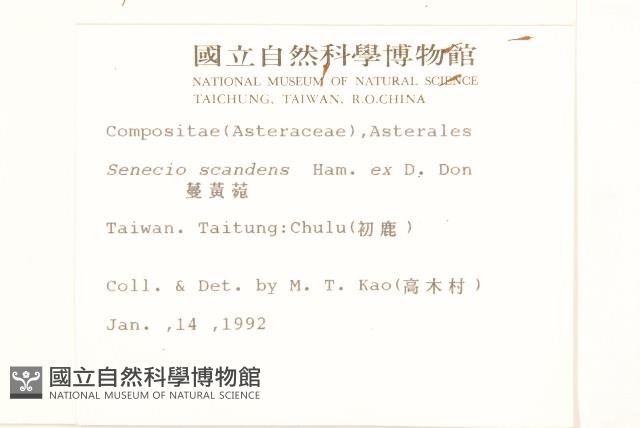 國立自然科學博物館
NATIONAL MUSEUM OF NATURAL SCIENCE
TAICHUNG, TAIWAN, R.O.CHINA
Compositae(Asteraceae),Asterales
Senecio scandens Ham. ex D. Don
蔓黃菀
Taiwan. Taitung:Chulu(初鹿)
Coll. & Det. by M. T. Kao(高木村)
Jan. ,14 ,1992
國立自然科學博物館
NATIONAL MUSEUM OF NATURAL SCIENCE